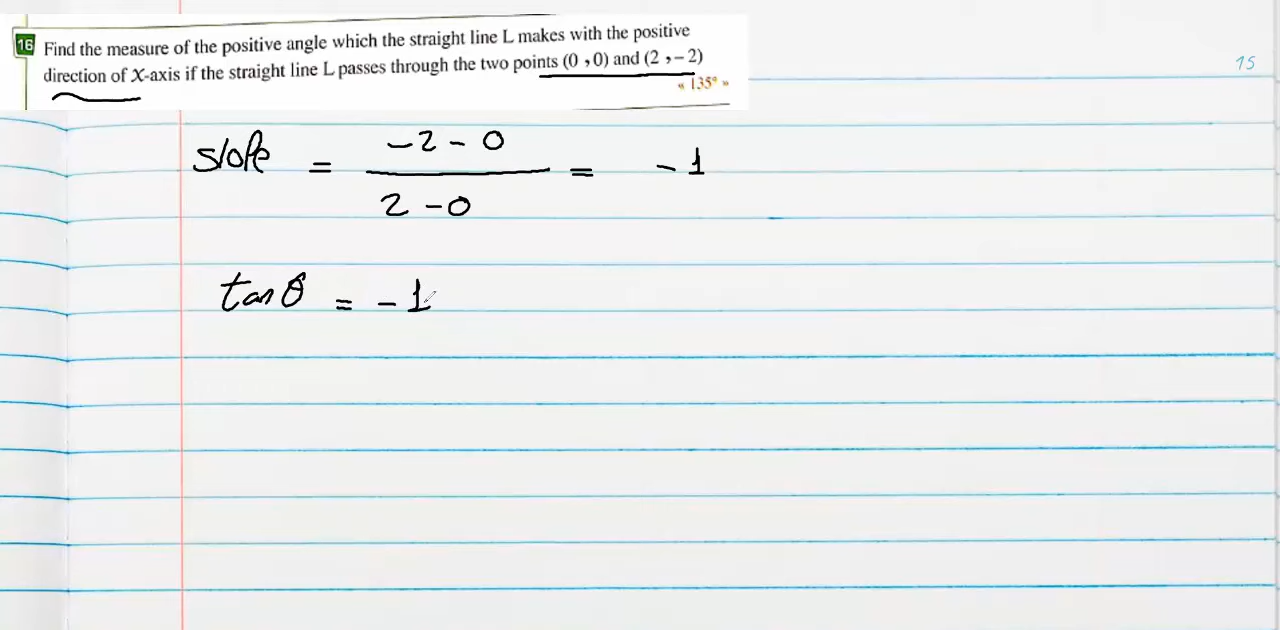 16 Find the measure of the positive angle which the straight line L makes with the positive
direction of X-axis if the straight line L passes through the two points (0 , 0) and (2 , – 2)
« 135° »
15
slope = -2 - 0 / 2 - 0 = -1
tan θ = -1